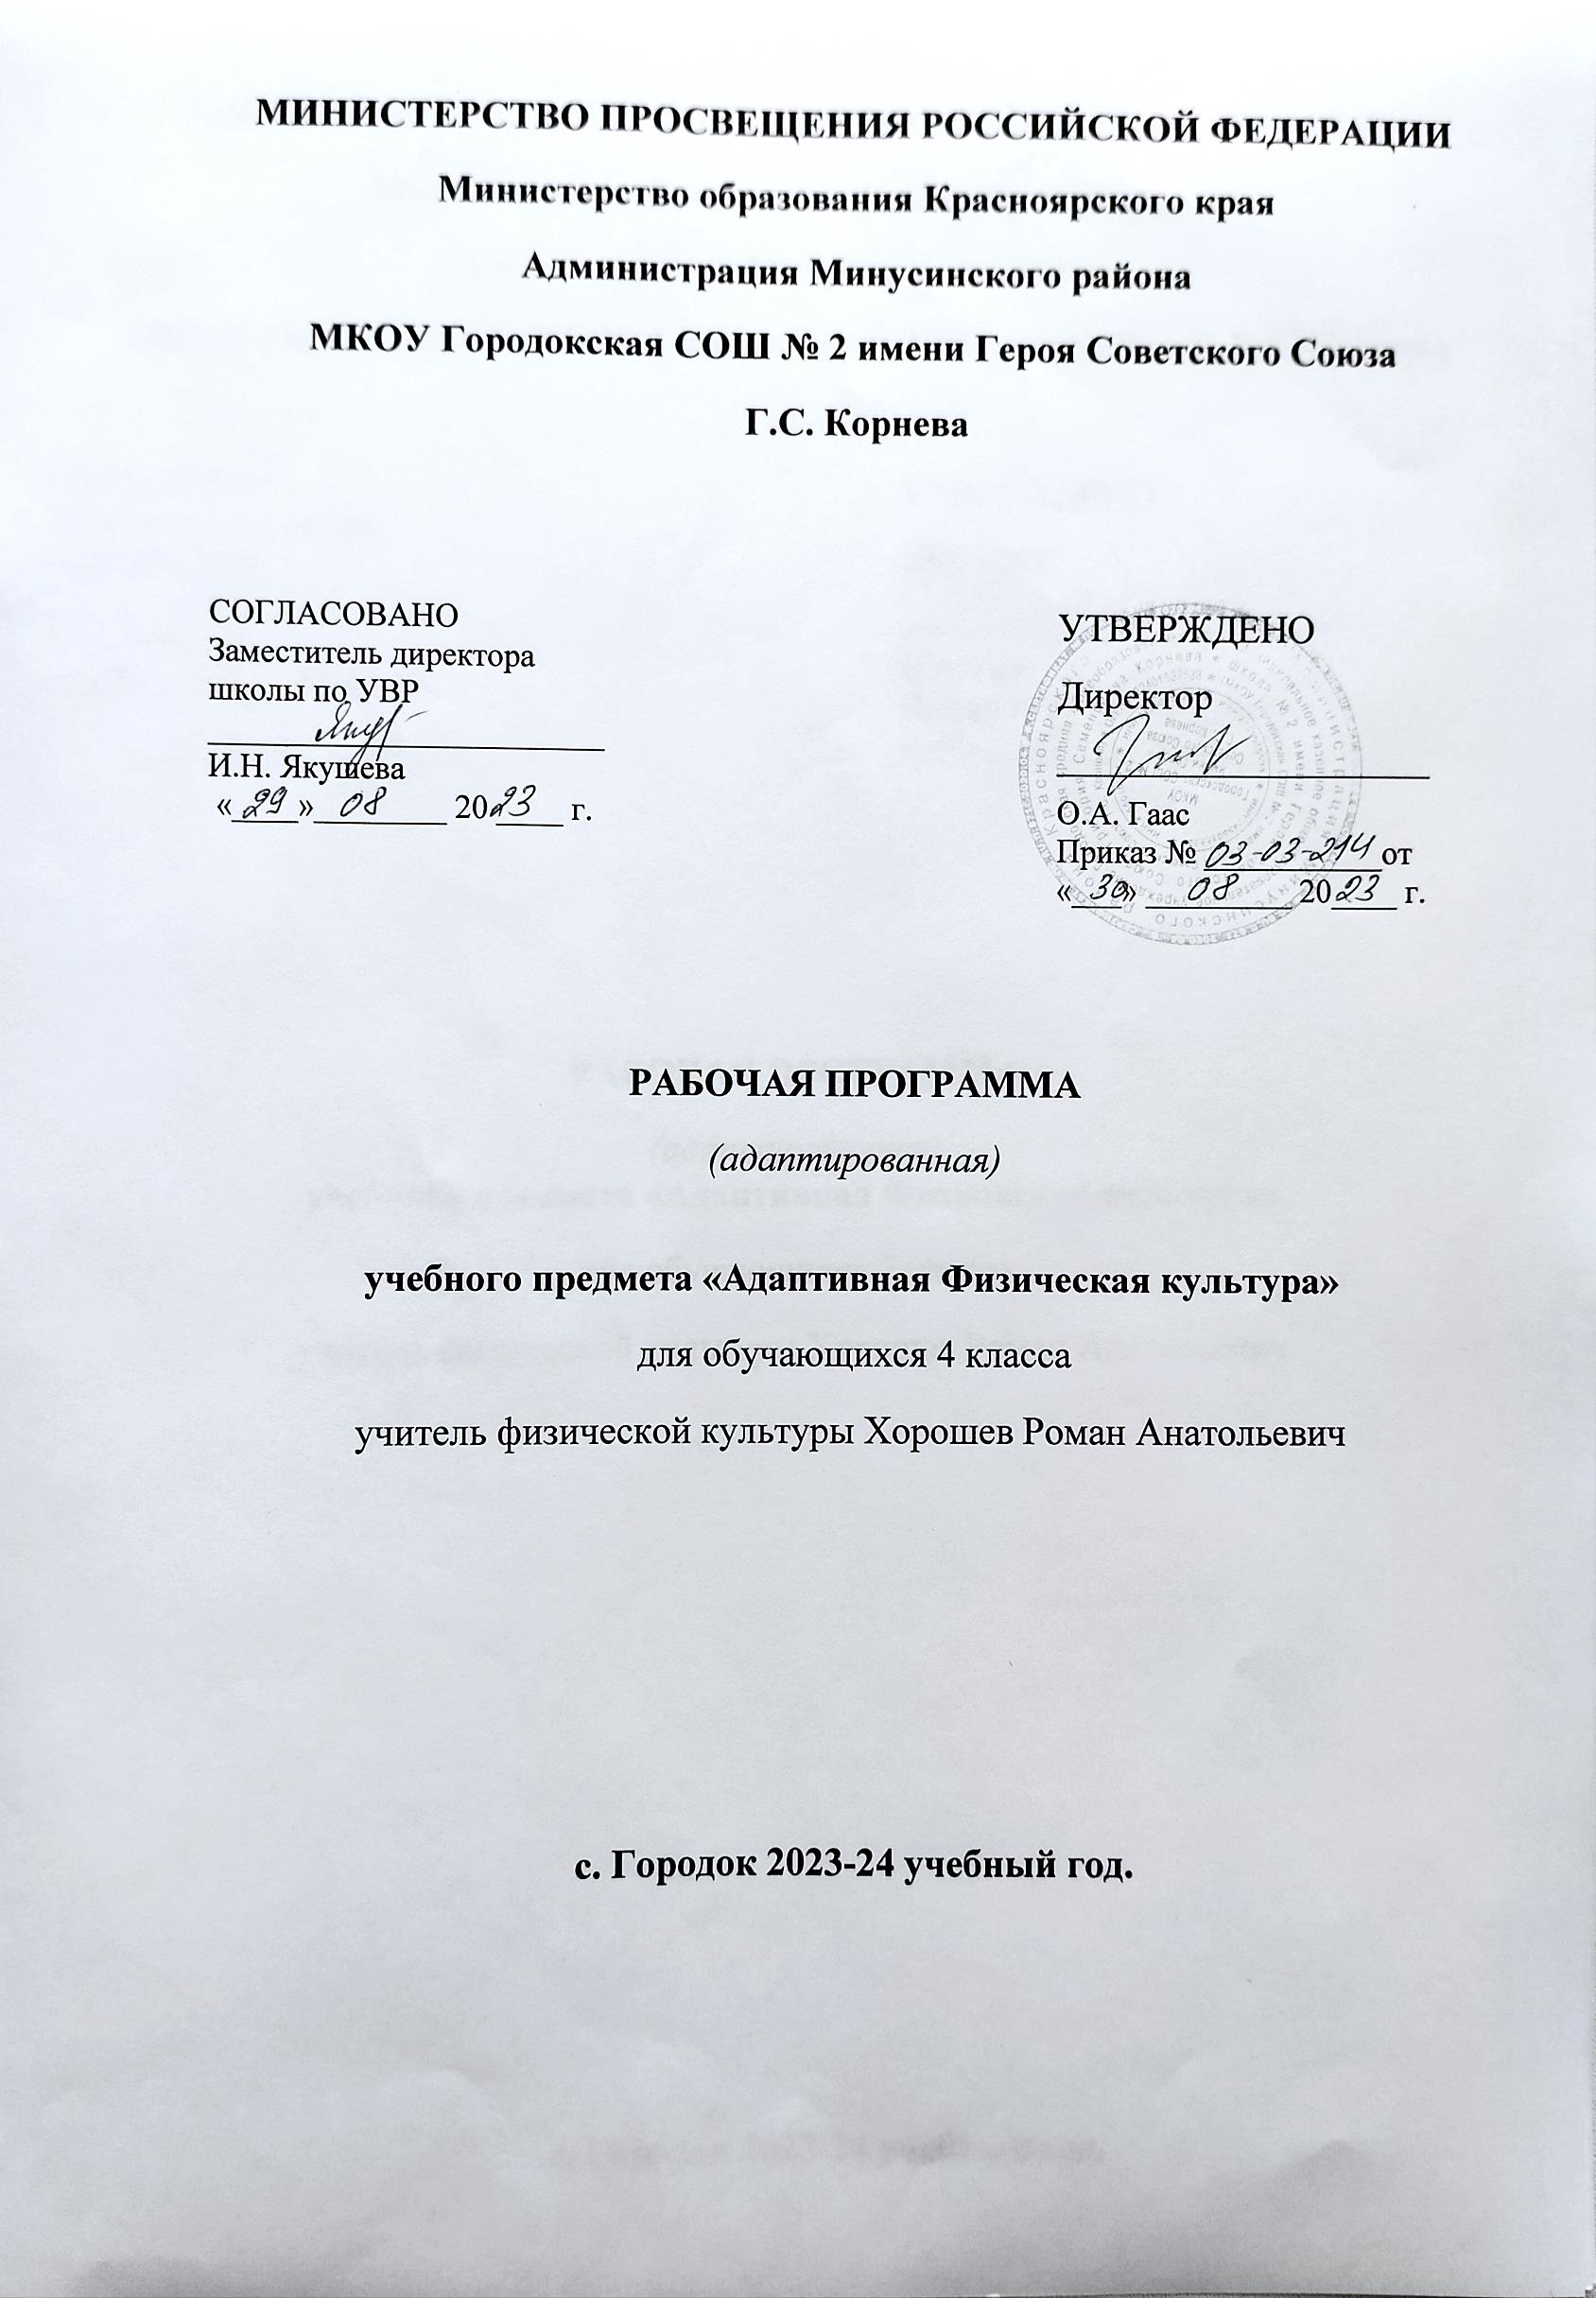 МИНИСТЕРСТВО ПРОСВЕЩЕНИЯ РОССИЙСКОЙ ФЕДЕРАЦИИ
Министерство образования Красноярского края
Администрация Минусинского района
МКОУ Городокская СОШ № 2 имени Героя Советского Союза
Г.С. Корнева
СОГЛАСОВАНО
Заместитель директора
школы по УВР
И.Н. Якушева
«29» 08 2023 г.
УТВЕРЖДЕНО
Директор
О.А. Гаас
Приказ № 03-03-214 от
«30» 08 2023 г.
РАБОЧАЯ ПРОГРАММА
(адаптированная)
учебного предмета «Адаптивная Физическая культура»
для обучающихся 4 класса
учитель физической культуры Хорошев Роман Анатольевич
с. Городок 2023-24 учебный год.